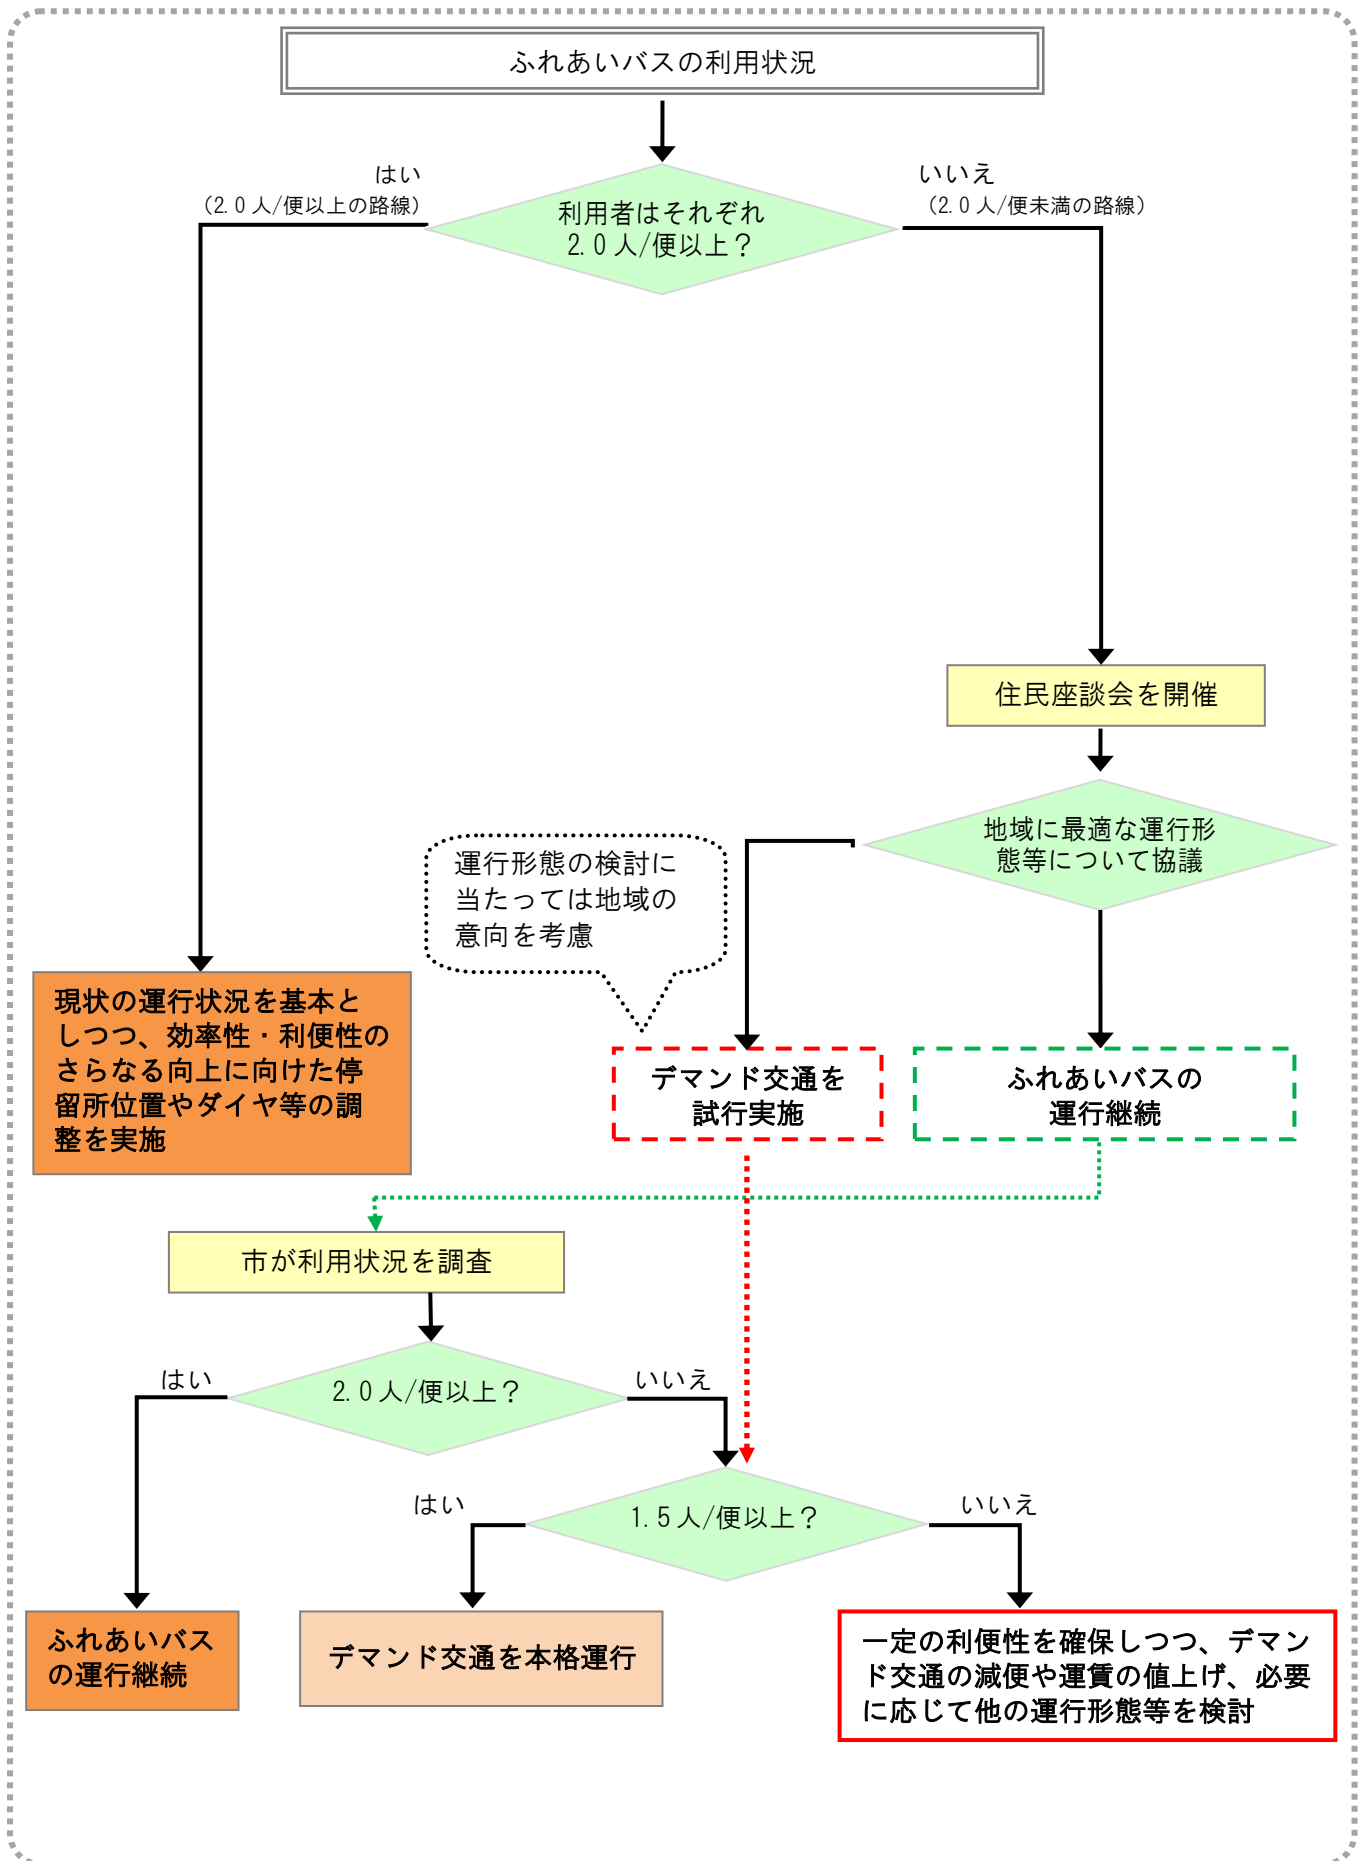 ふれあいバスの利用状況
はい
（2.0人/便以上の路線）
いいえ
（2.0人/便未満の路線）
利用者はそれぞれ
2.0人/便以上？
住民座談会を開催
地域に最適な運行形
態等について協議
運行形態の検討に
当たっては地域の
意向を考慮
現状の運行状況を基本と
しつつ、効率性・利便性の
さらなる向上に向けた停
留所位置やダイヤ等の調
整を実施
デマンド交通を
試行実施
ふれあいバスの
運行継続
市が利用状況を調査
はい
2.0人/便以上？
いいえ
はい
1.5人/便以上？
いいえ
ふれあいバス
の運行継続
デマンド交通を本格運行
一定の利便性を確保しつつ、デマン
ド交通の減便や運賃の値上げ、必要
に応じて他の運行形態等を検討